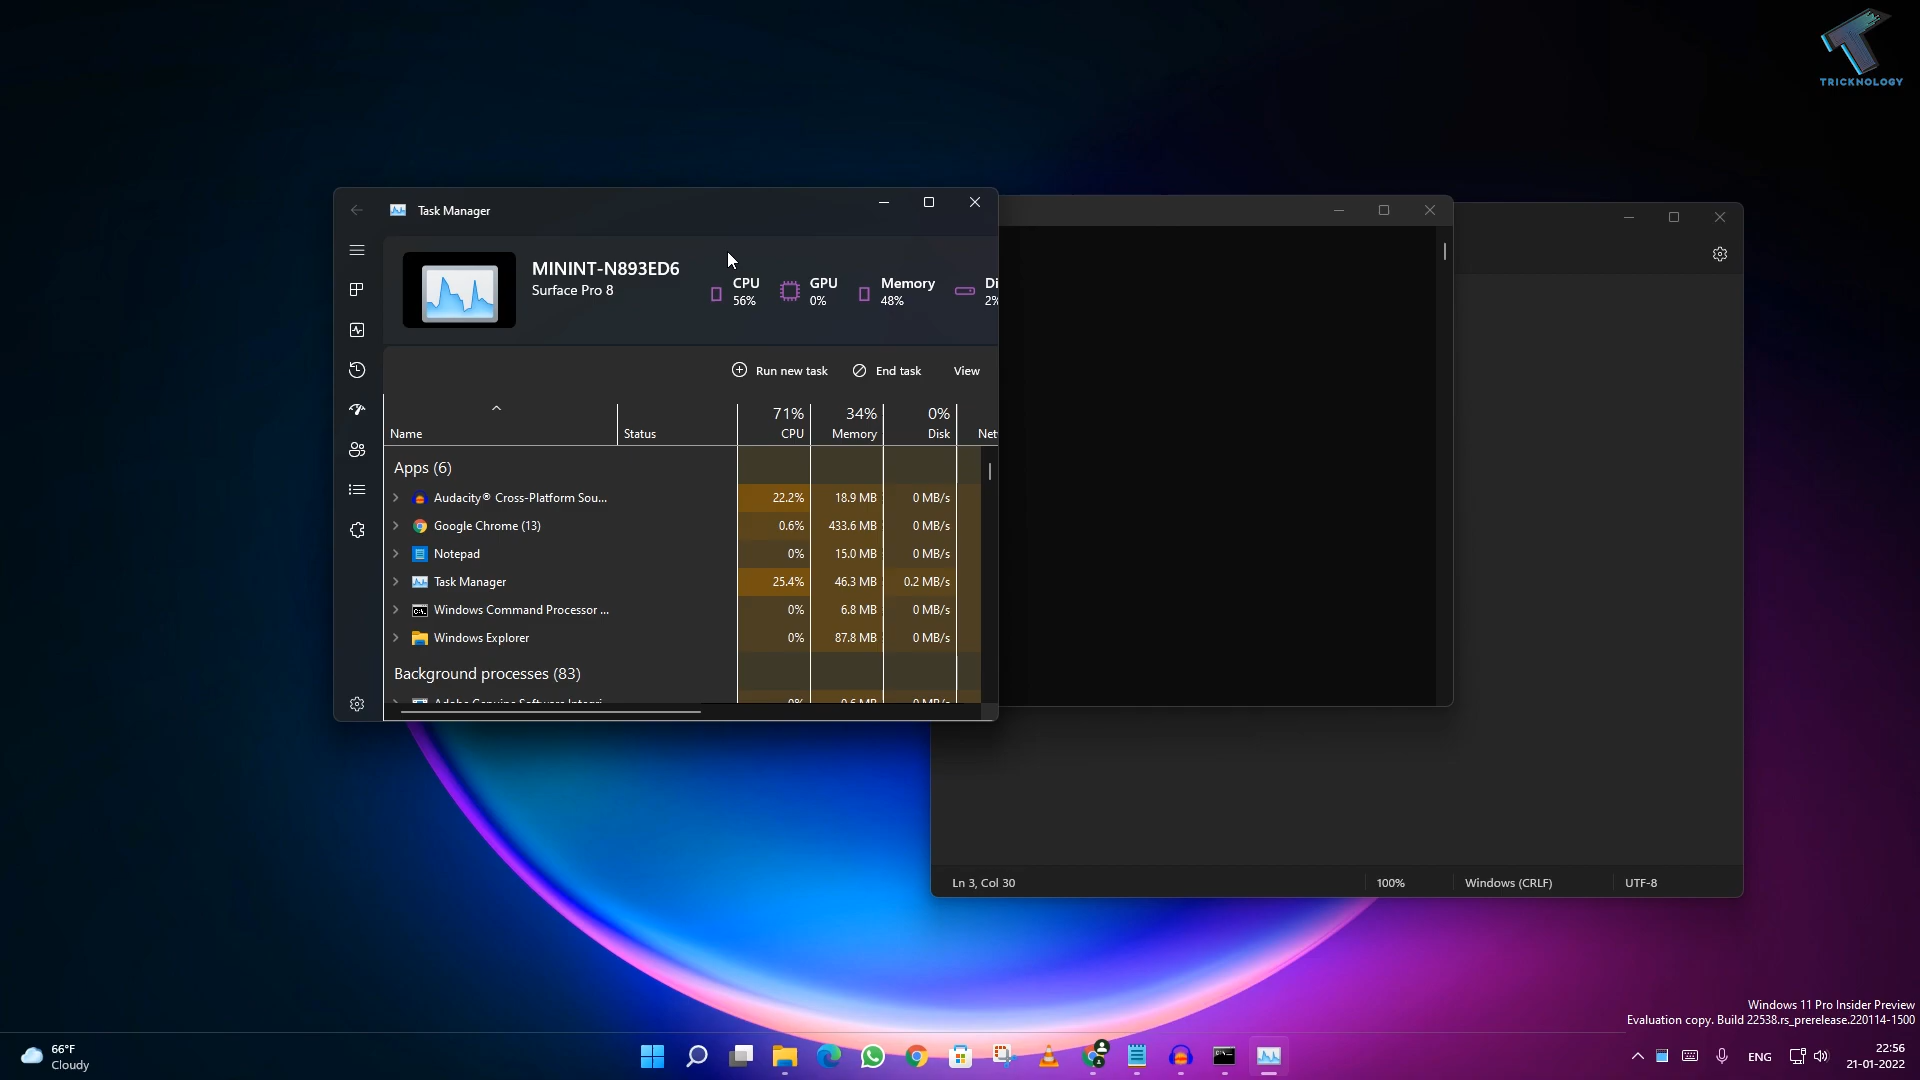 TRICKNOLOGY
Task Manager
MININT-N893ED6
Surface Pro 8
CPU
56%
GPU
0%
Memory
48%
Di
2%
Run new task
End task
View
71%
34%
0%
Name
Status
CPU
Memory
Disk
Net
Apps (6)
Audacity® Cross-Platform Sou...
22.2%
18.9 MB
0 MB/s
Google Chrome (13)
0.6%
433.6 MB
0 MB/s
Notepad
0%
15.0 MB
0 MB/s
Task Manager
25.4%
46.3 MB
0.2 MB/s
Windows Command Processor ...
0%
6.8 MB
0 MB/s
Windows Explorer
0%
87.8 MB
0 MB/s
Background processes (83)
Ln 3, Col 30
100%
Windows (CRLF)
UTF-8
Windows 11 Pro Insider Preview
Evaluation copy. Build 22538.rs_prerelease.220114-1500
66°F
Cloudy
ENG
22:56
21-01-2022